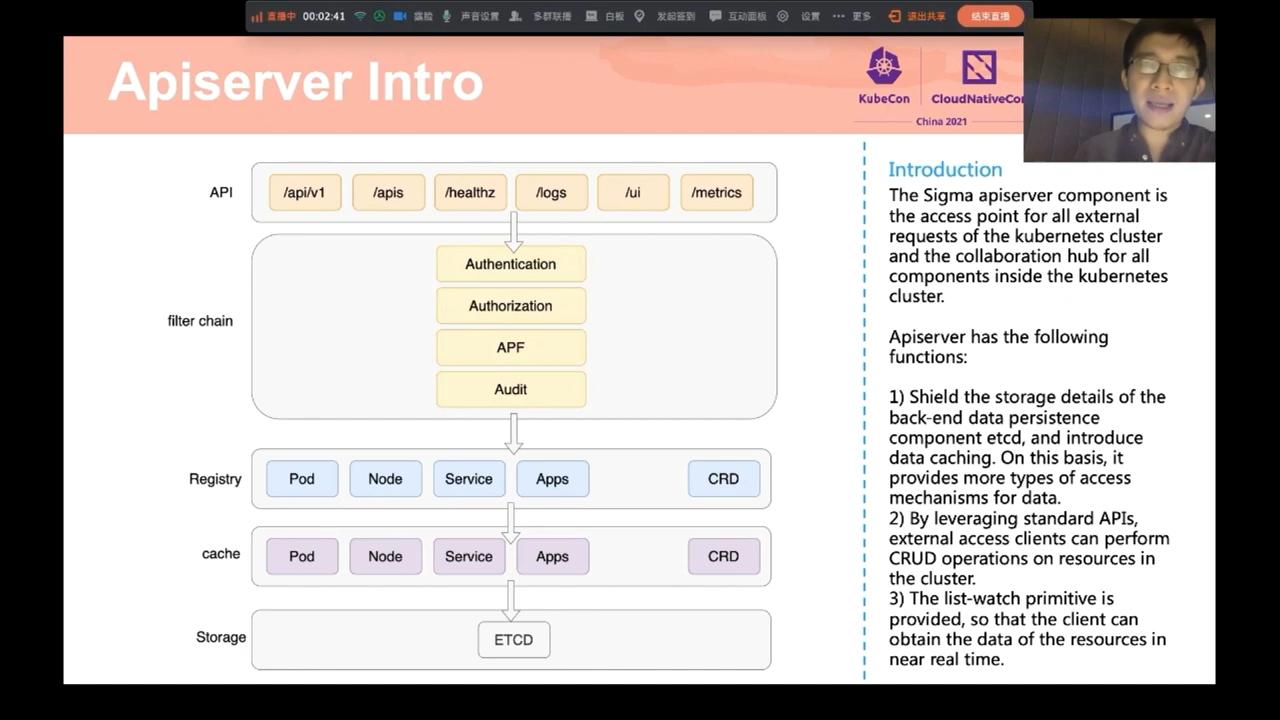 直播中 00:02:41 露脸 声音设置 多群联播 白板 发起签到 互动面板 设置 更多 退出共享 结束直播
Apiserver Intro
KubeCon
CloudNativeCon
China 2021
API
/api/v1
/apis
/healthz
/logs
/ui
/metrics
filter chain
Authentication
Authorization
APF
Audit
Registry
Pod
Node
Service
Apps
CRD
cache
Pod
Node
Service
Apps
CRD
Storage
ETCD
Introduction
The Sigma apiserver component is
the access point for all external
requests of the kubernetes cluster
and the collaboration hub for all
components inside the kubernetes
cluster.
Apiserver has the following
functions:
1) Shield the storage details of the
back-end data persistence
component etcd, and introduce
data caching. On this basis, it
provides more types of access
mechanisms for data.
2) By leveraging standard APIs,
external access clients can perform
CRUD operations on resources in
the cluster.
3) The list-watch primitive is
provided, so that the client can
obtain the data of the resources in
near real time.